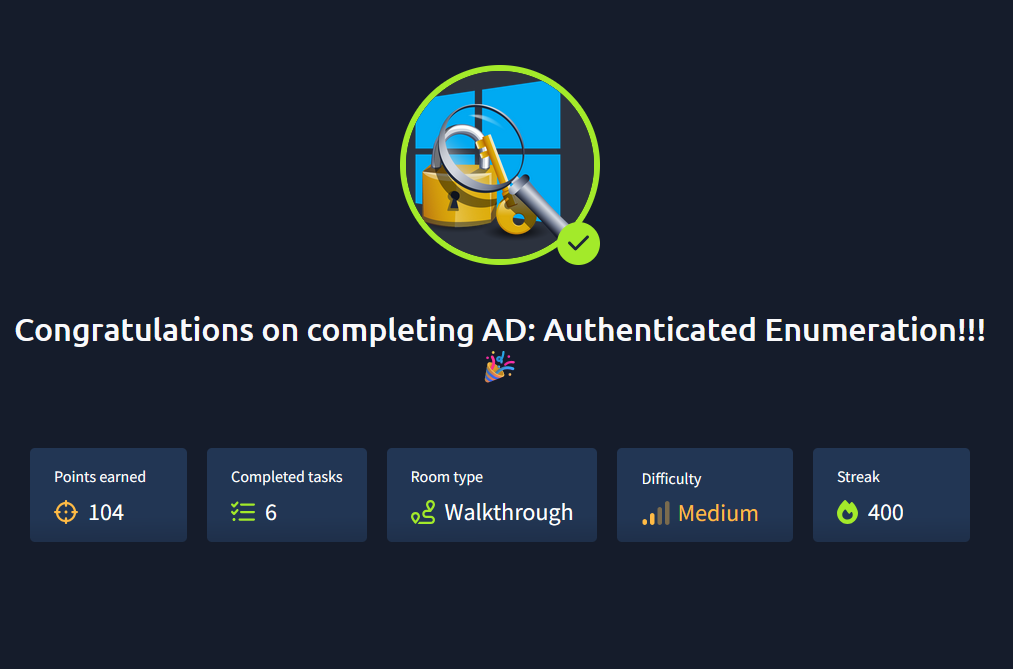 Congratulations on completing AD: Authenticated Enumeration!!!
🎉
Points earned
104
Completed tasks
6
Room type
Walkthrough
Difficulty
Medium
Streak
400